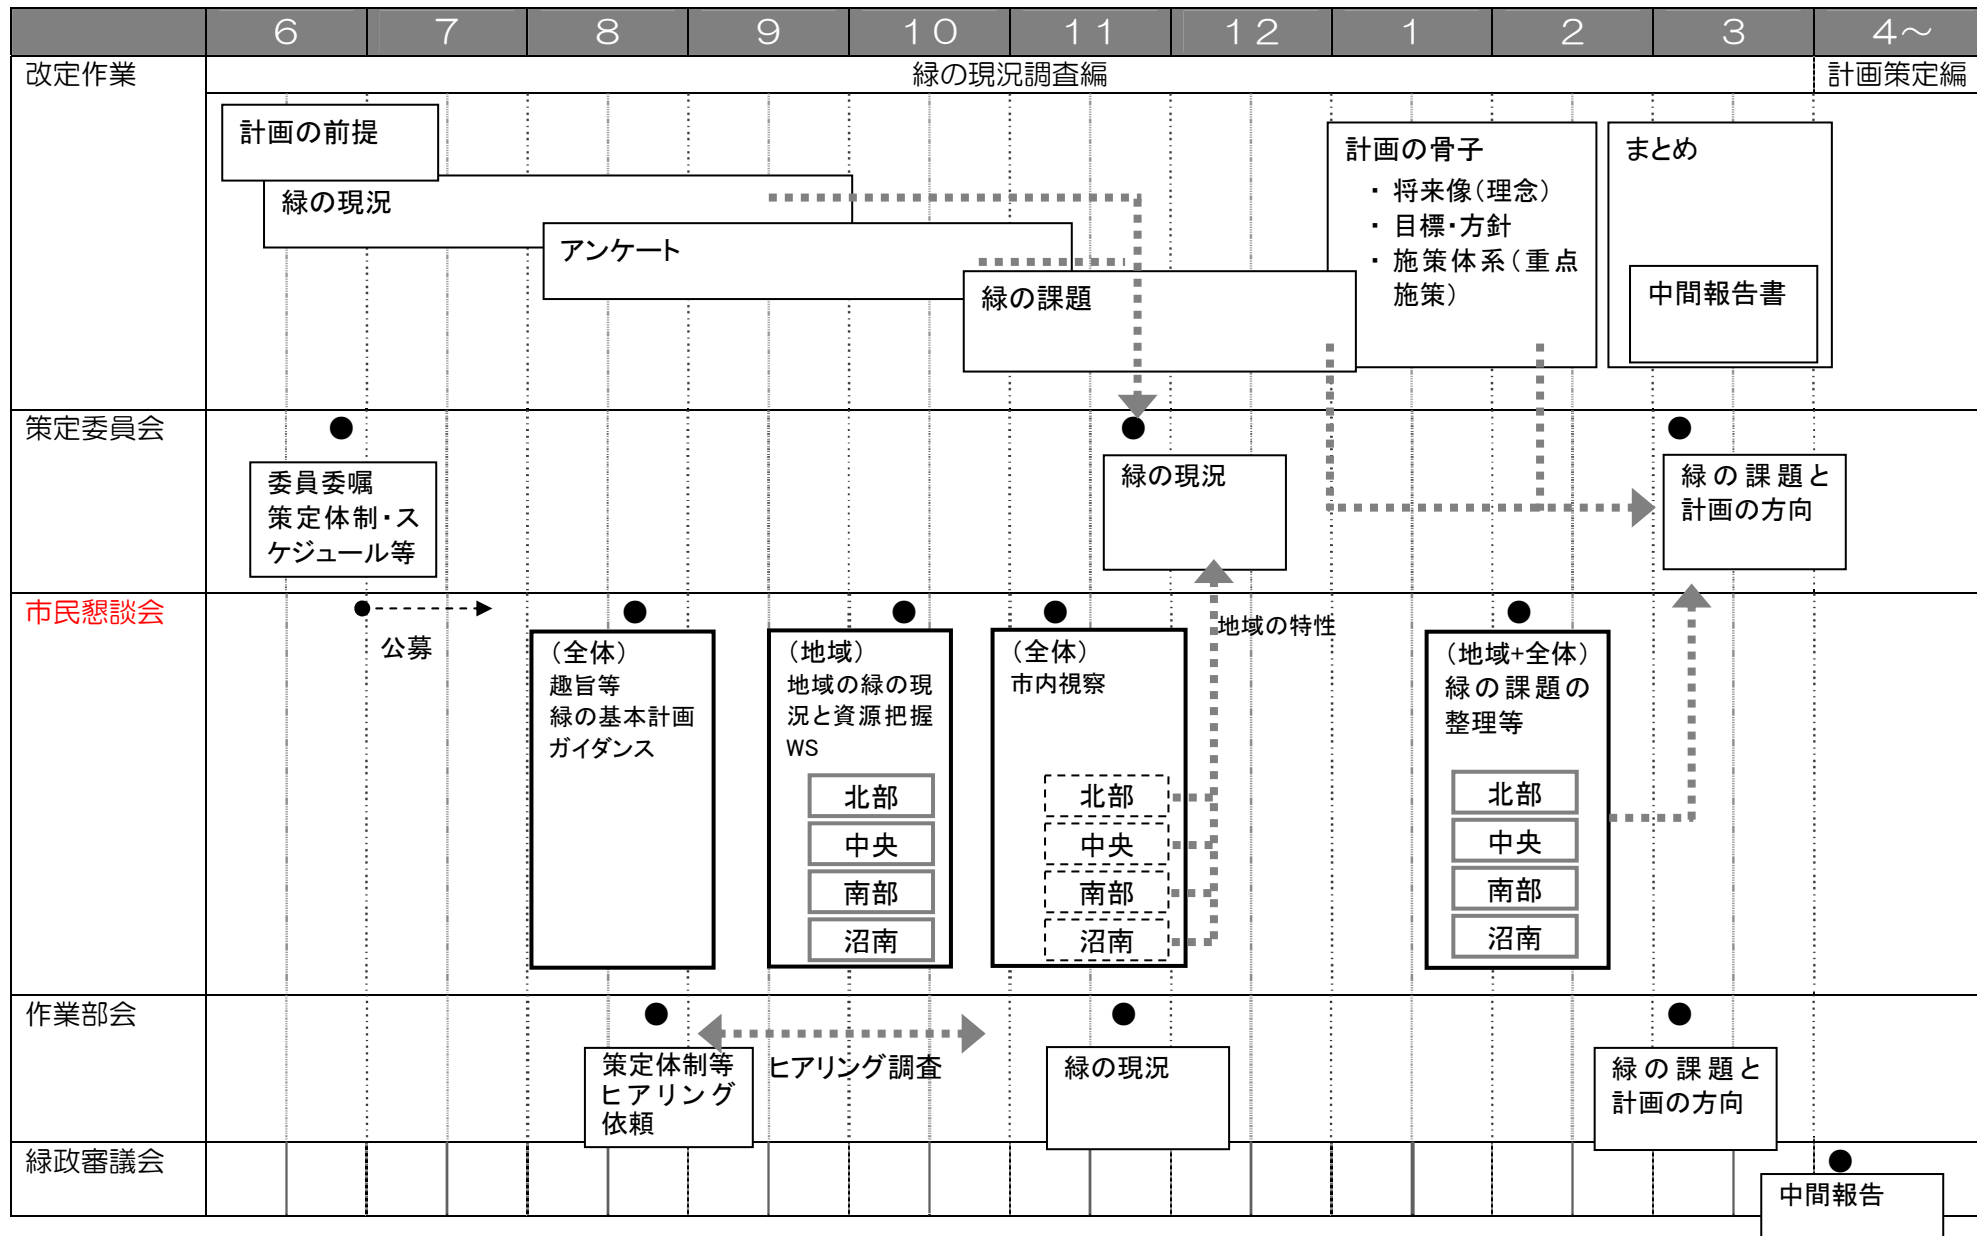 6 7 8 9 10 11 12 1 2 3 4～
改定作業
緑の現況調査編
計画策定編
計画の前提
緑の現況
アンケート
緑の課題
計画の骨子
・将来像（理念）
・目標・方針
・施策体系（重点
施策）
まとめ
中間報告書
策定委員会
委員委嘱
策定体制・ス
ケジュール等
緑の現況
緑の課題と
計画の方向
市民懇談会
公募
（全体）
趣旨等
緑の基本計画
ガイダンス
（地域）
地域の緑の現
況と資源把握
WS
北部
中央
南部
沼南
（全体）
市内視察
北部
中央
南部
沼南
地域の特性
（地域+全体）
緑の課題の
整理等
北部
中央
南部
沼南
作業部会
策定体制等
ヒアリング
依頼
ヒアリング調査
緑の現況
緑の課題と
計画の方向
緑政審議会
中間報告